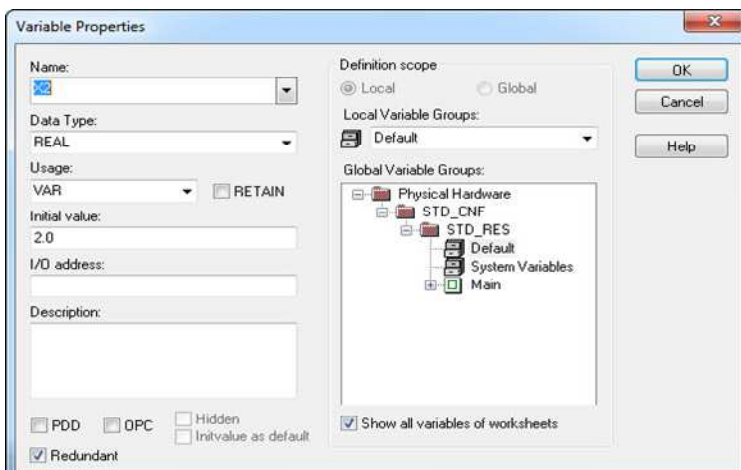 Variable Properties
Name:
X2
Data Type:
REAL
Usage:
VAR
RETAIN
Initial value:
2.0
I/O address:
Description:
PDD
OPC
Hidden
Initvalue as default
Redundant
Definition scope
Local
Global
Local Variable Groups:
Default
Global Variable Groups:
Physical Hardware
STD_CNF
STD_RES
Default
System Variables
Main
Show all variables of worksheets
OK
Cancel
Help